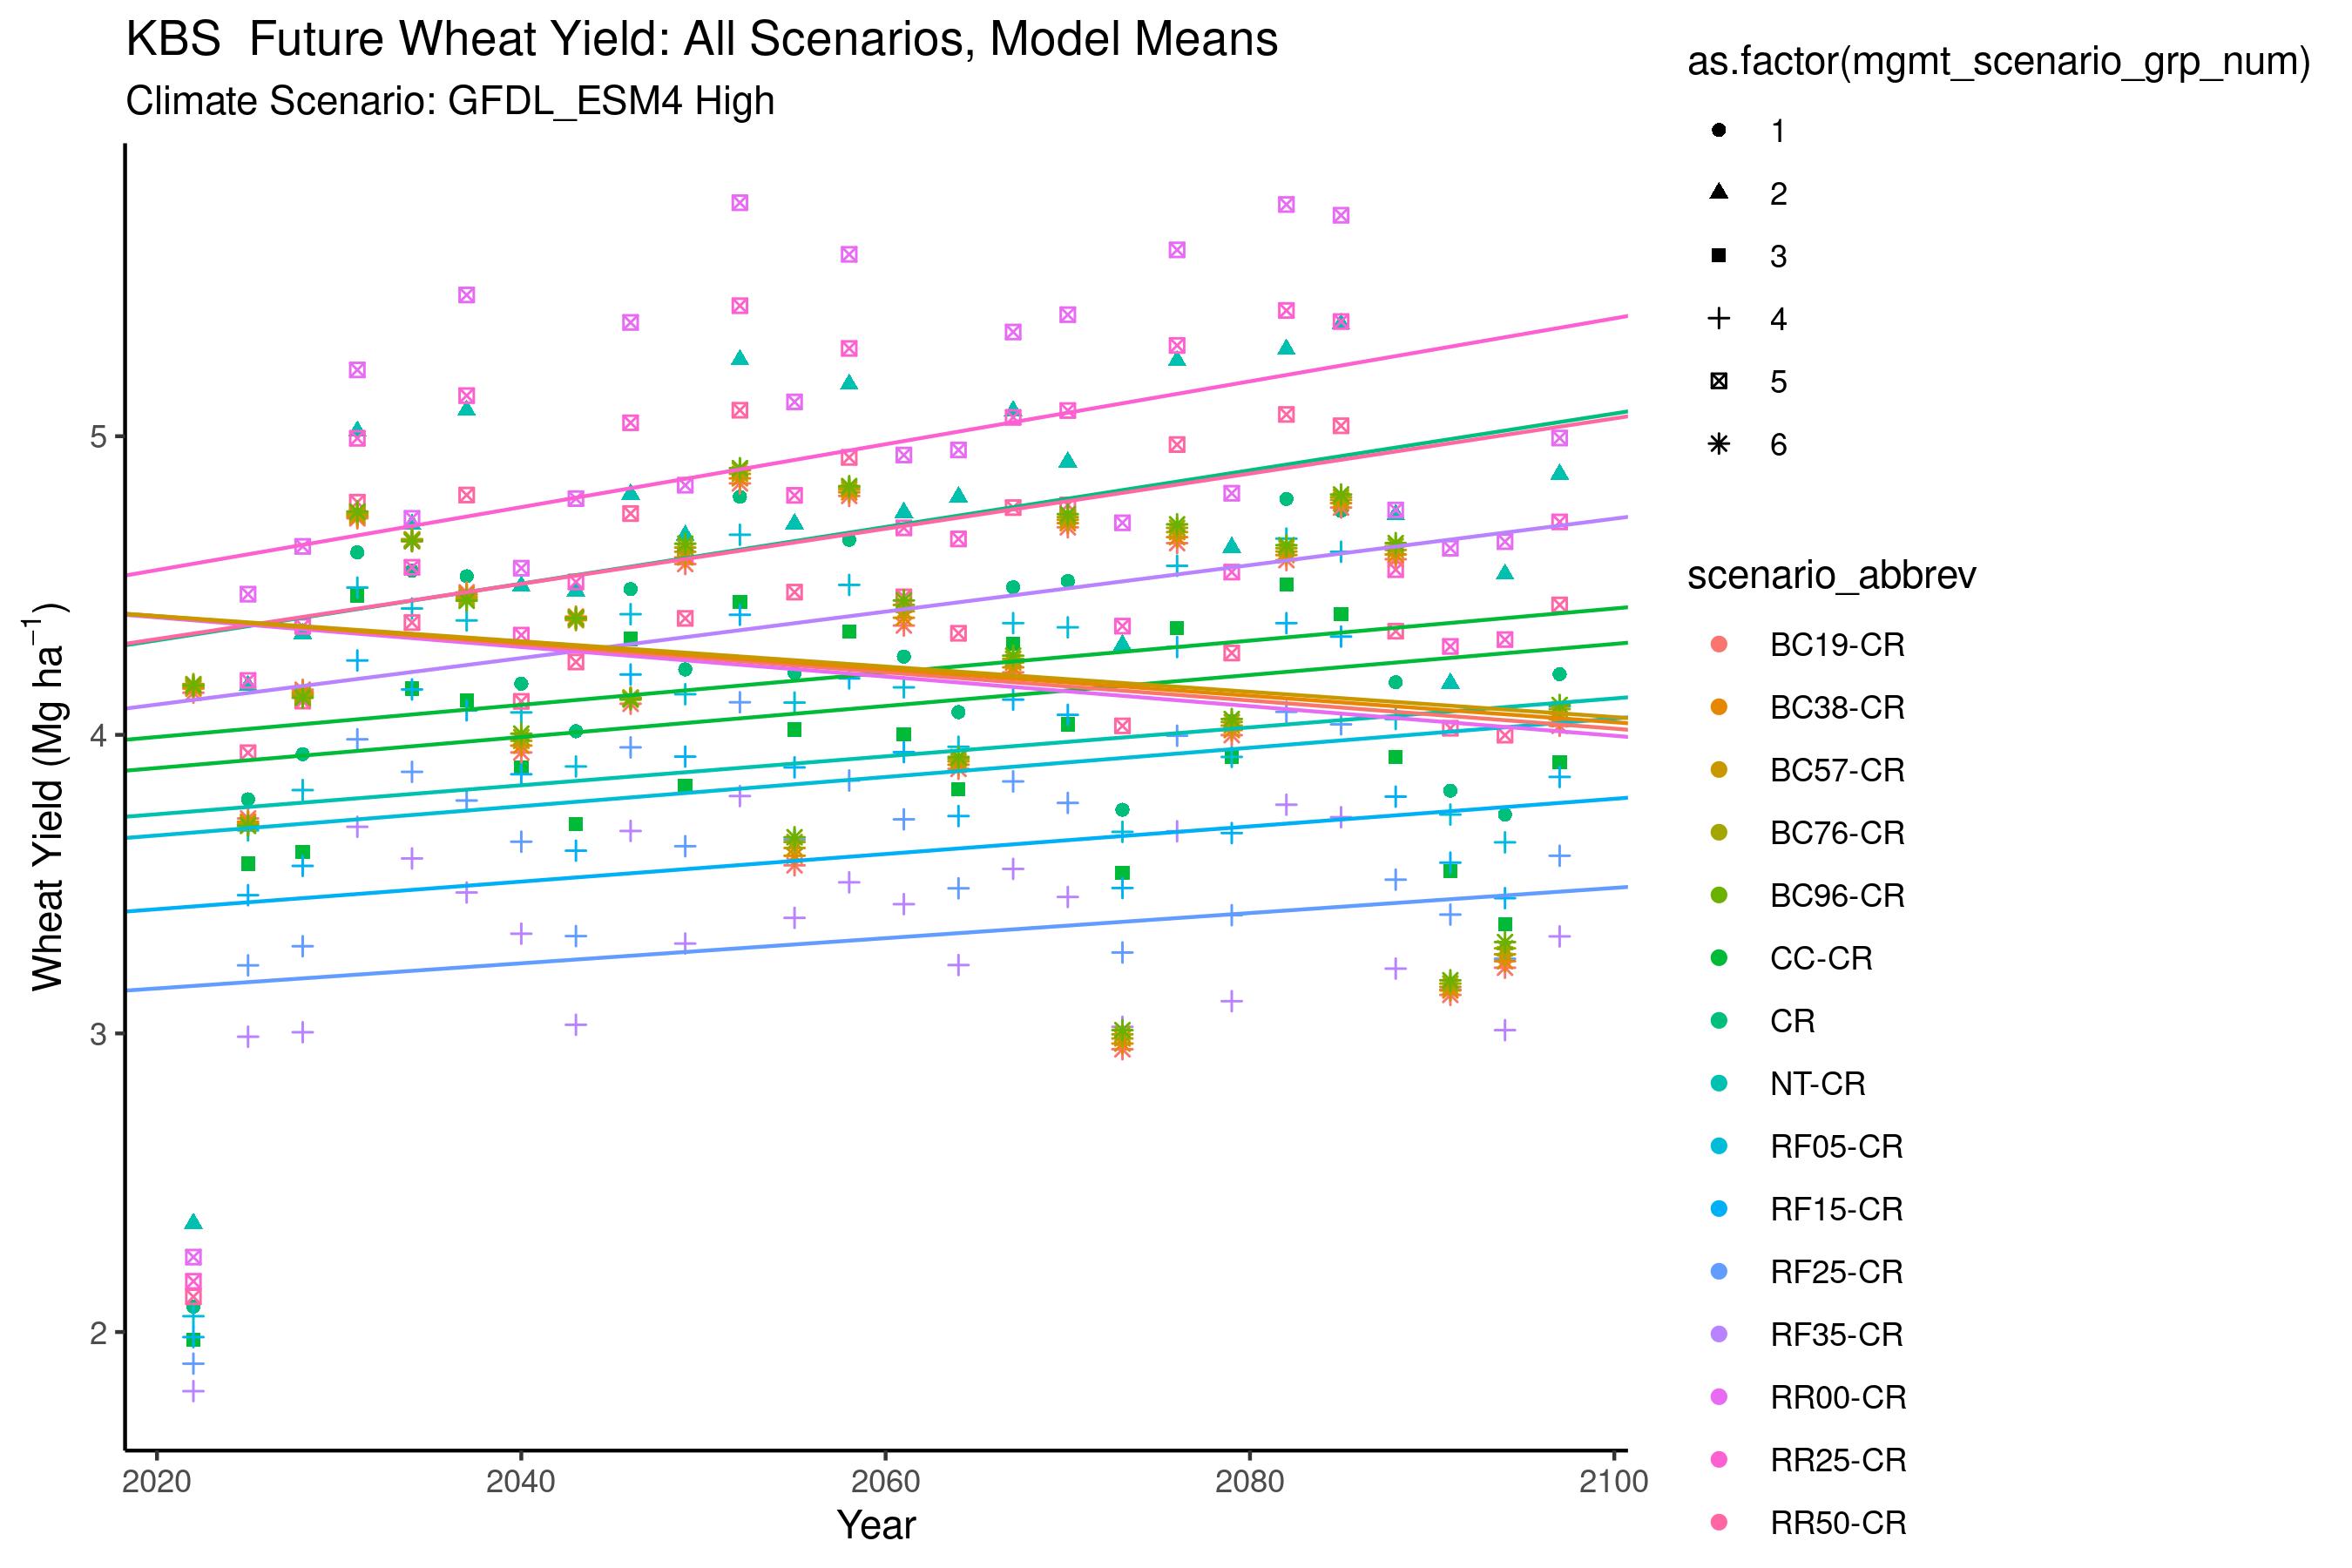 KBS  Future Wheat Yield: All Scenarios, Model Means
Climate Scenario: GFDL_ESM4 High
Wheat Yield (Mg ha⁻¹)
5
4
3
2
2020
2040
2060
2080
2100
Year
as.factor(mgmt_scenario_grp_num)
1
2
3
4
5
6
scenario_abbrev
BC19-CR
BC38-CR
BC57-CR
BC76-CR
BC96-CR
CC-CR
CR
NT-CR
RF05-CR
RF15-CR
RF25-CR
RF35-CR
RR00-CR
RR25-CR
RR50-CR